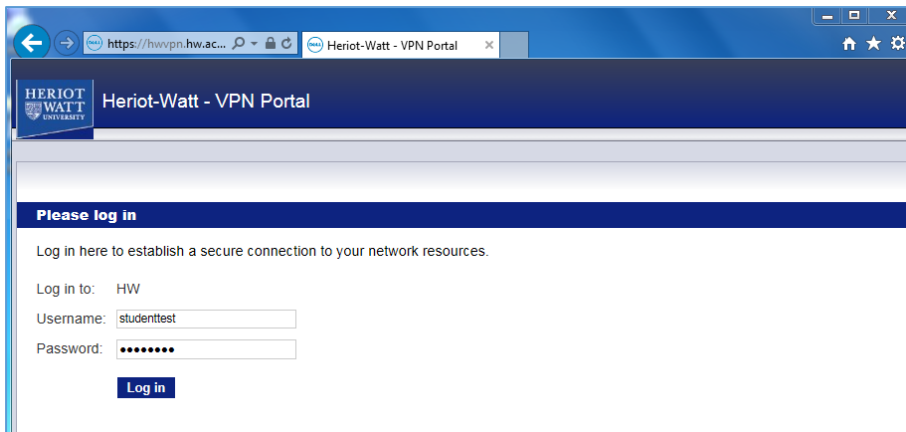 https://hwvpn.hw.ac... Heriot-Watt - VPN Portal
HERIOT
WATT
UNIVERSITY
Heriot-Watt - VPN Portal
Please log in
Log in here to establish a secure connection to your network resources.
Log in to: HW
Username: studenttest
Password: ••••••••
Log in